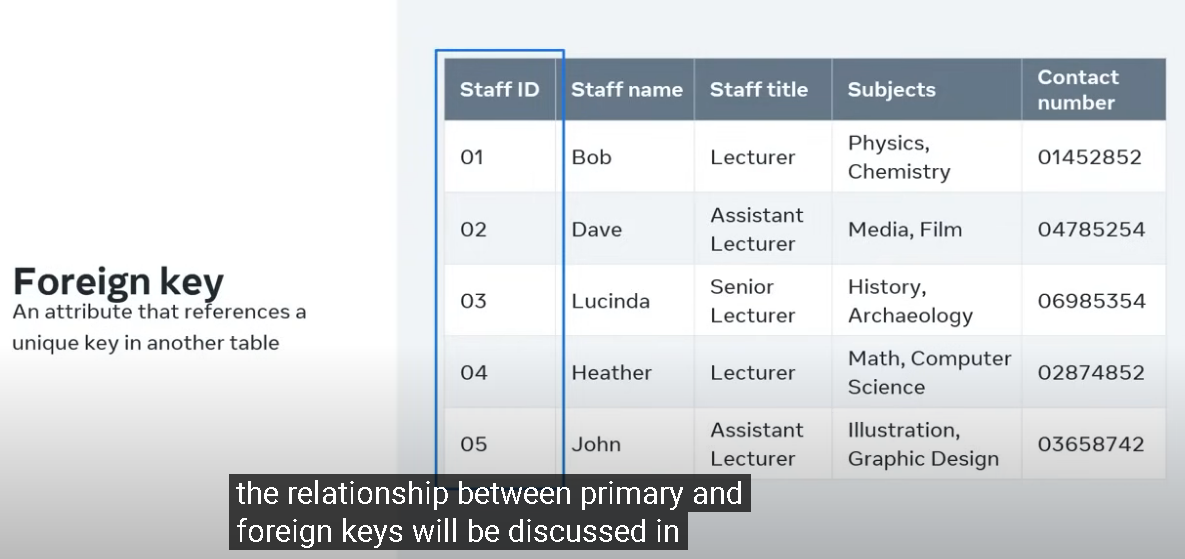 Foreign key
An attribute that references a
unique key in another table
Staff ID Staff name Staff title Subjects Contact number
01 Bob Lecturer Physics, Chemistry 01452852
02 Dave Assistant Lecturer Media, Film 04785254
03 Lucinda Senior Lecturer History, Archaeology 06985354
04 Heather Lecturer Math, Computer Science 02874852
05 John Assistant Lecturer Illustration, Graphic Design 03658742
the relationship between primary and
foreign keys will be discussed in